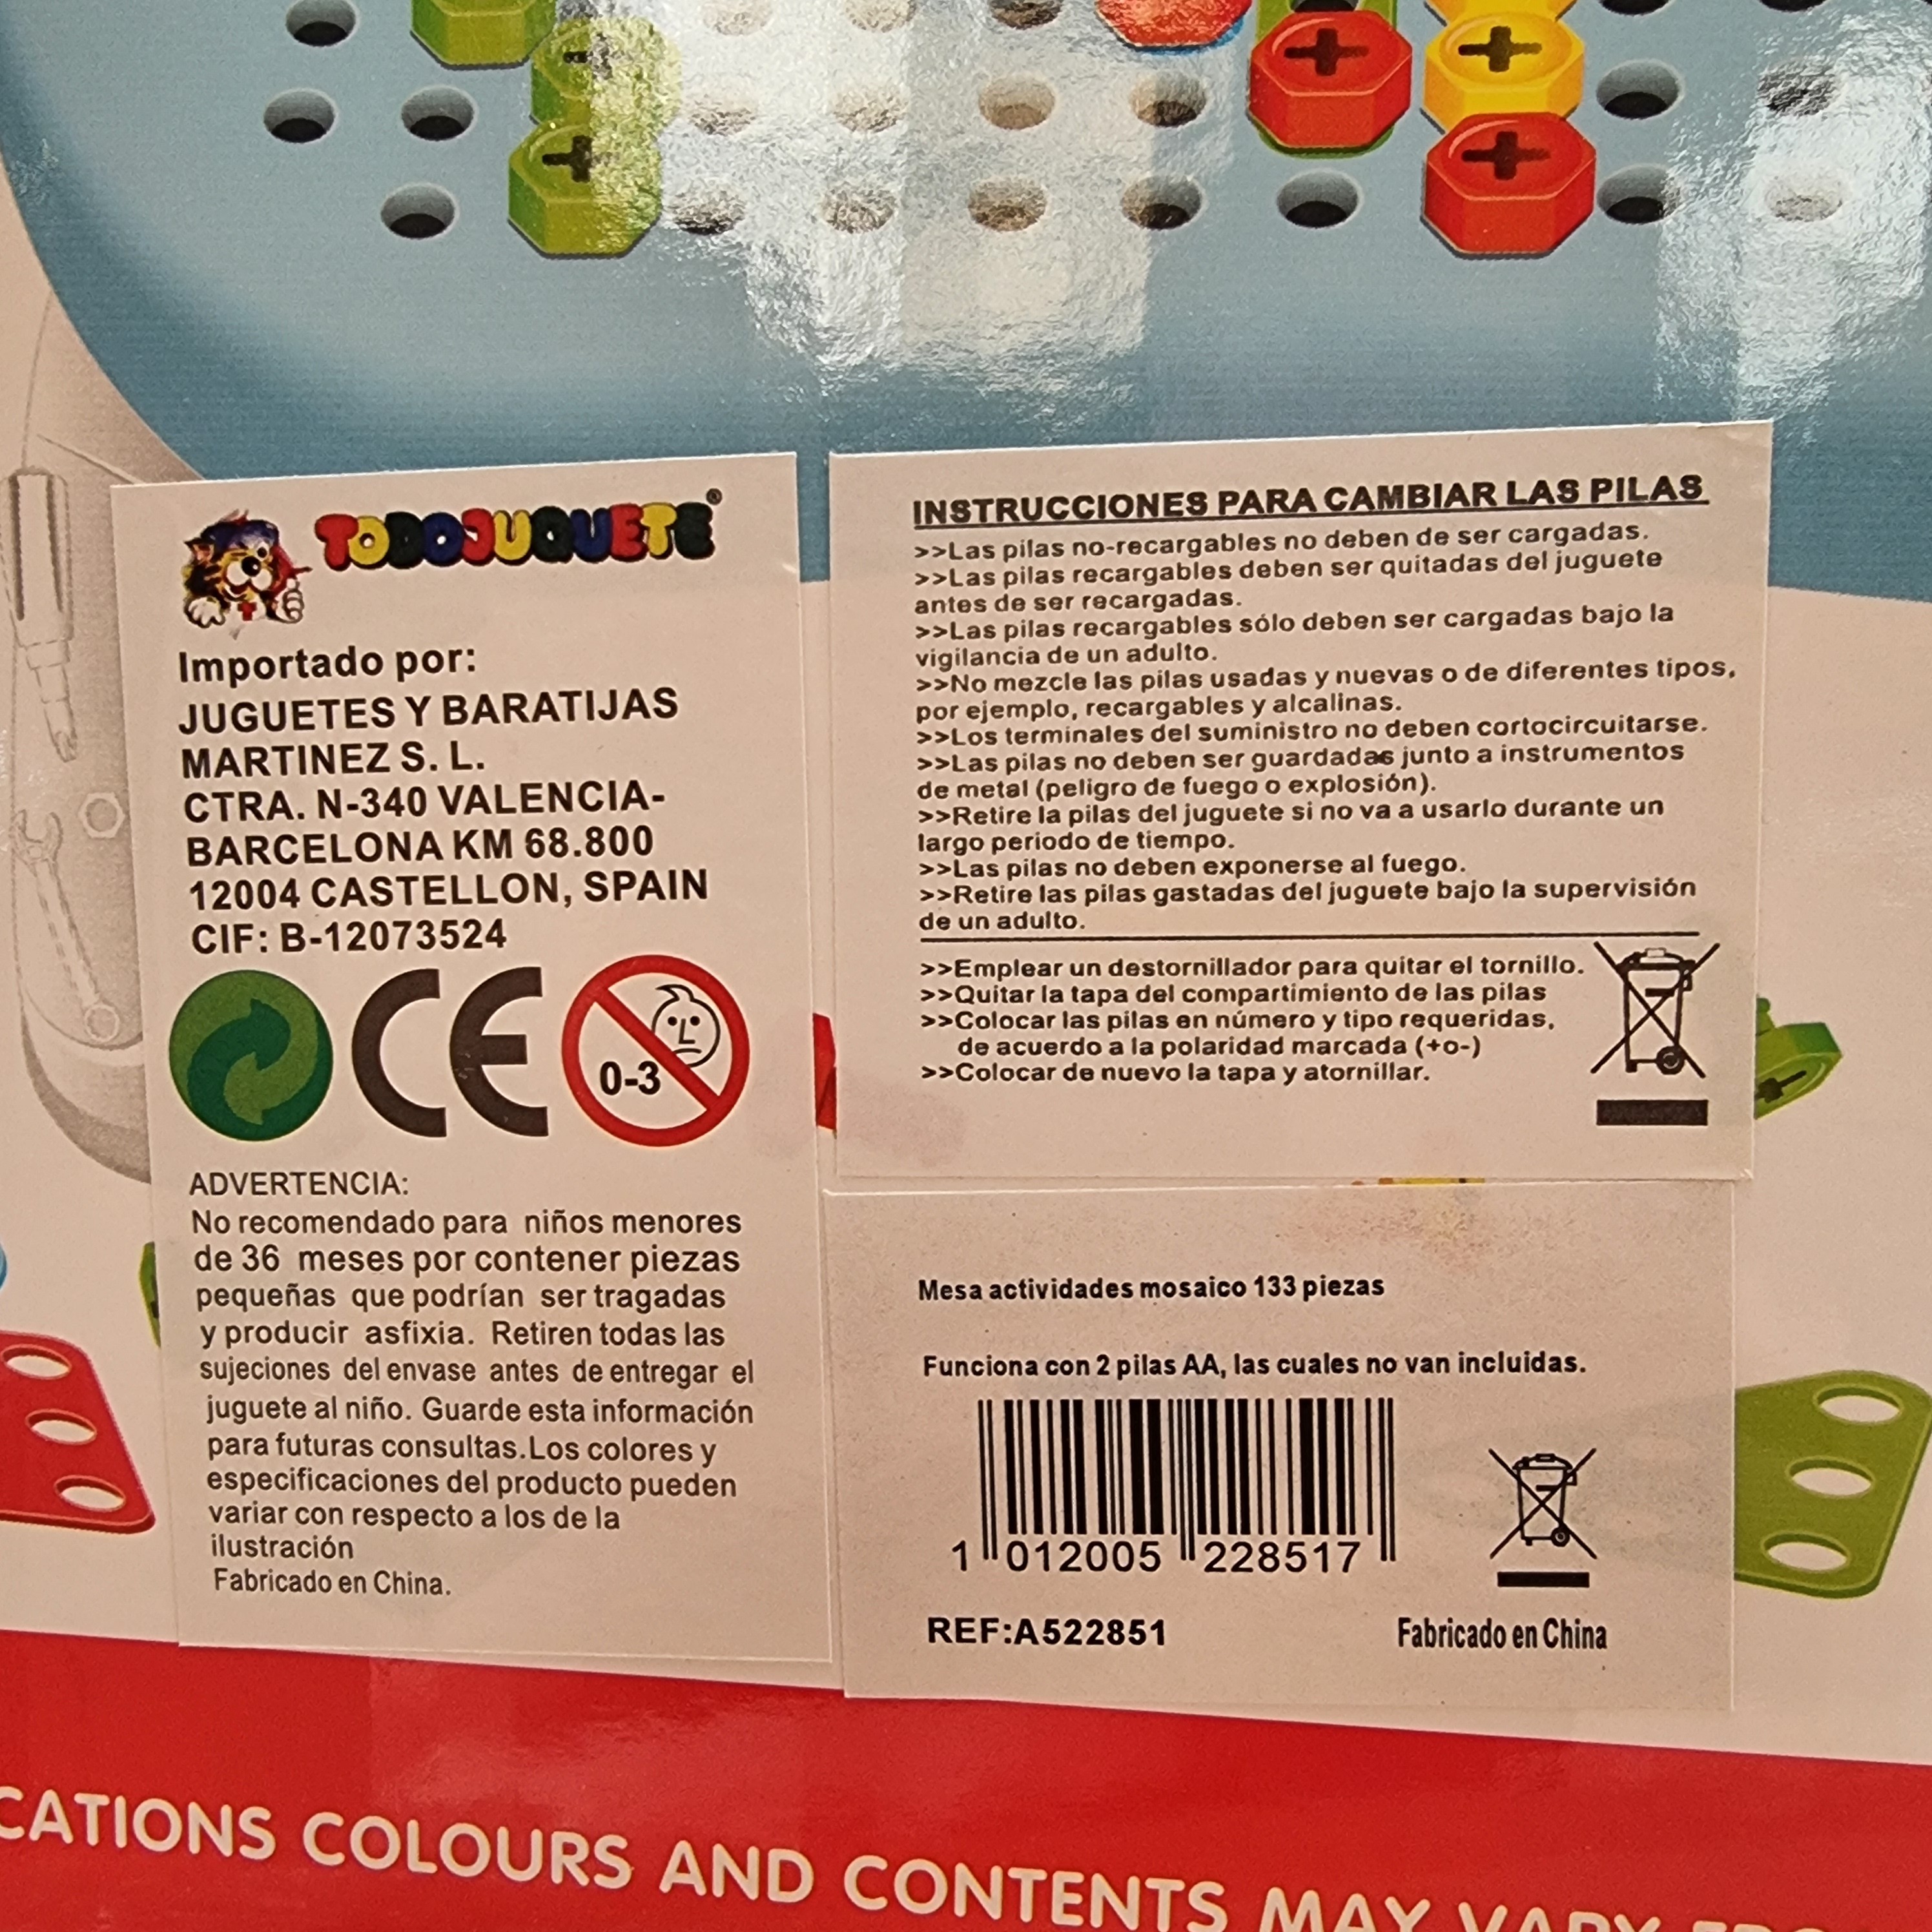 TODOJUQUETE®
Importado por:
JUGUETES Y BARATIJAS
MARTINEZ S. L.
CTRA. N-340 VALENCIA-
BARCELONA KM 68.800
12004 CASTELLON, SPAIN
CIF: B-12073524
CE
0-3
ADVERTENCIA:
No recomendado para niños menores
de 36 meses por contener piezas
pequeñas que podrían ser tragadas
y producir asfixia. Retiren todas las
sujeciones del envase antes de entregar el
juguete al niño. Guarde esta información
para futuras consultas.Los colores y
especificaciones del producto pueden
variar con respecto a los de la
ilustración
Fabricado en China.
INSTRUCCIONES PARA CAMBIAR LAS PILAS
>>Las pilas no-recargables no deben de ser cargadas.
>>Las pilas recargables deben ser quitadas del juguete
antes de ser recargadas.
>>Las pilas recargables sólo deben ser cargadas bajo la
vigilancia de un adulto.
>>No mezcle las pilas usadas y nuevas o de diferentes tipos,
por ejemplo, recargables y alcalinas.
>>Los terminales del suministro no deben cortocircuitarse.
>>Las pilas no deben ser guardadas junto a instrumentos
de metal (peligro de fuego o explosión).
>>Retire la pilas del juguete si no va a usarlo durante un
largo periodo de tiempo.
>>Las pilas no deben exponerse al fuego.
>>Retire las pilas gastadas del juguete bajo la supervisión
de un adulto.
>>Emplear un destornillador para quitar el tornillo.
>>Quitar la tapa del compartimiento de las pilas
>>Colocar las pilas en número y tipo requeridas,
de acuerdo a la polaridad marcada (+o-)
>>Colocar de nuevo la tapa y atornillar.
Mesa actividades mosaico 133 piezas
Funciona con 2 pilas AA, las cuales no van incluidas.
1 012005 228517
REF:A522851
Fabricado en China
CATIONS COLOURS AND CONTENTS MAY VARY